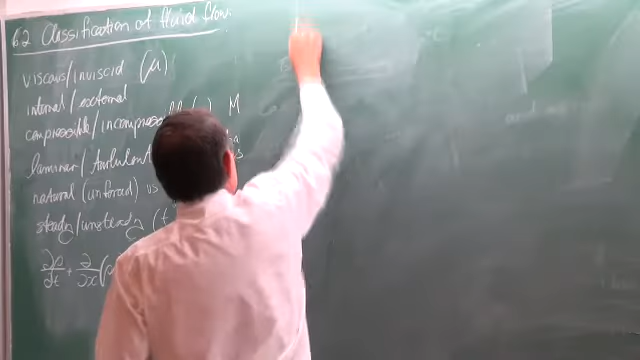 6.2 Classification of fluid flow
viscous/inviscid (μ)
internal/external
compressible/incompressible M
laminar/turbulent
natural (unforced) vs
steady/unsteady (t
∂ρ/∂t + ∂/∂x (ρ